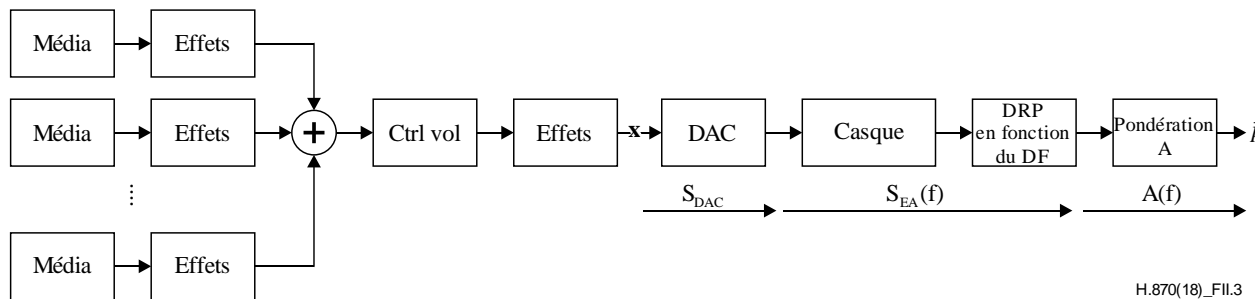 Média
Effets
Média
Effets
+
Ctrl vol
Effets
x
DAC
Casque
DRP
en fonction
du DF
Pondération
A
S_DAC
S_EA(f)
A(f)
....
Média
Effets
H.870(18)_FII.3